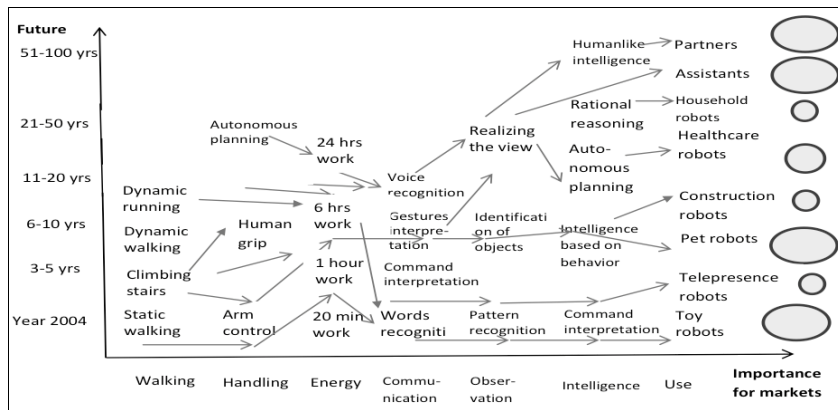 Future
51-100 yrs
21-50 yrs
11-20 yrs
6-10 yrs
3-5 yrs
Year 2004
Dynamic
running
Dynamic
walking
Climbing
stairs
Static
walking
Autonomous
planning
Human
grip
Arm
control
24 hrs
work
6 hrs
work
1 hour
work
20 min
work
Voice
recognition
Gestures
interpre-
tation
Command
interpretation
Words
recogniti
Realizing
the view
Identificati
on of
objects
Pattern
recognition
Humanlike
intelligence
Rational
reasoning
Auto-
nomous
planning
Intelligence
based on
behavior
Command
interpretation
Partners
Assistants
Household
robots
Healthcare
robots
Construction
robots
Pet robots
Telepresence
robots
Toy
robots
Walking
Handling
Energy
Commu-
nication
Obser-
vation
Intelligence
Use
Importance
for markets